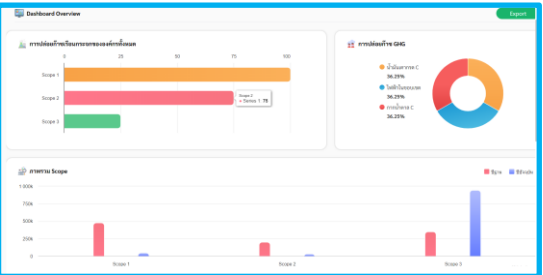 Dashboard Overview
Export
การปล่อยก๊าซเรือนกระจกขององค์กรทั้งหมด
0 25 50 75 100
Scope 1
Scope 2
Scope 3
Scope 2
Series 1: 75
การปล่อยก๊าซ GHG
36.25%
36.25%
36.25%
ภาพรวม Scope
1 000k
750k
500k
250k
0
Scope 1 Scope 2 Scope 3